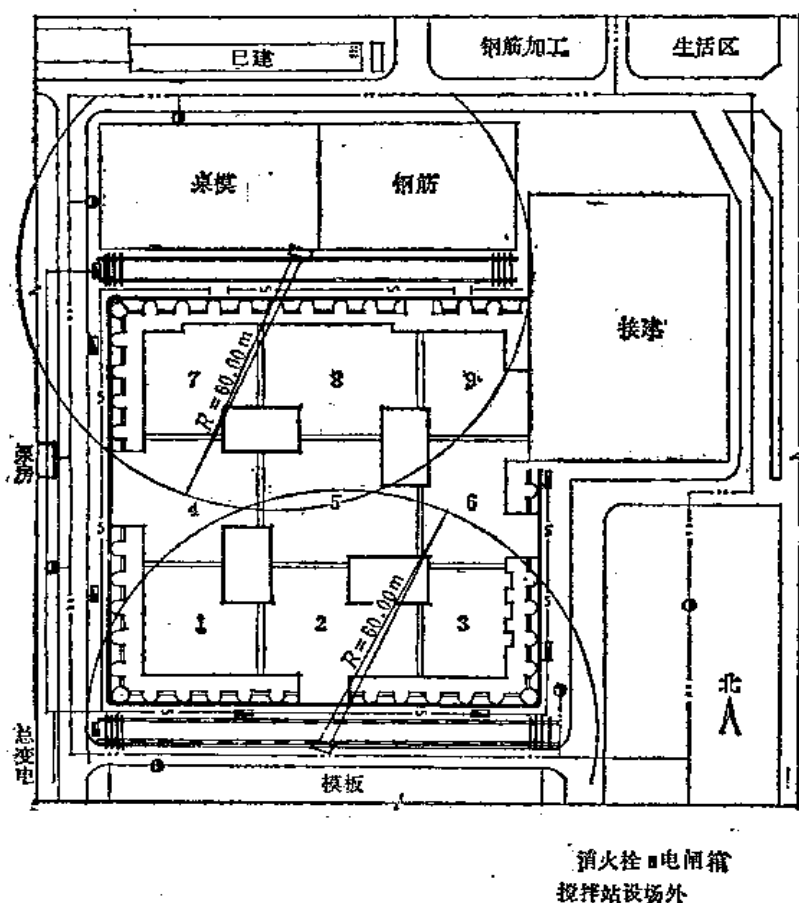 已建
钢筋加工
生活区
桌模
钢筋
接建
7
8
9
R=60.00m
泵房
4
5
6
1
2
3
R=60.00m
北
总变电
模板
消火栓 电闸箱
搅拌站设场外